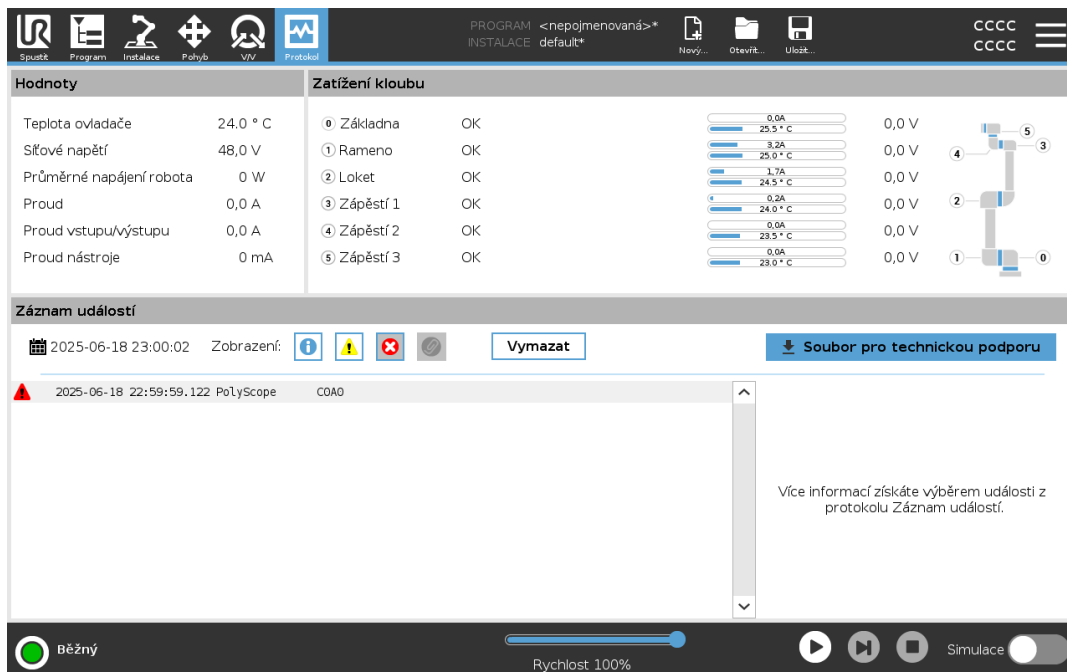 PROGRAM <nepojmenovaná>*
INSTALACE default*
Spustit Program Instalace Pohyb V/V Protokol
Nový... Otevřít... Uložit...
CCCC
CCCC
Hodnoty
Teplota ovladače 24.0 ° C
Síťové napětí 48,0 V
Průměrné napájení robota 0 W
Proud 0,0 A
Proud vstupu/výstupu 0,0 A
Proud nástroje 0 mA
Zatížení kloubu
0 Základna OK 0,0A 25.5 ° C 0,0 V
1 Rameno OK 3,2A 25.0 ° C 0,0 V
2 Loket OK 1,7A 24.5 ° C 0,0 V
3 Zápěstí 1 OK 0,2A 24.0 ° C 0,0 V
4 Zápěstí 2 OK 0,0A 23.5 ° C 0,0 V
5 Zápěstí 3 OK 0,0A 23.0 ° C 0,0 V
5
3
4
2
1 0
Záznam událostí
2025-06-18 23:00:02 Zobrazení: Vymazat Soubor pro technickou podporu
2025-06-18 22:59:59.122 PolyScope C0A0
Více informací získáte výběrem události z
protokolu Záznam událostí.
Běžný
Rychlost 100%
Simulace